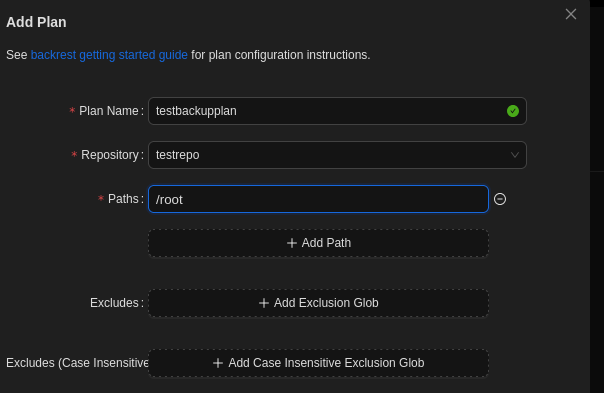 Add Plan
See backrest getting started guide for plan configuration instructions.
* Plan Name : testbackupplan
* Repository : testrepo
* Paths : /root
+ Add Path
Excludes : + Add Exclusion Glob
Excludes (Case Insensitive + Add Case Insensitive Exclusion Glob